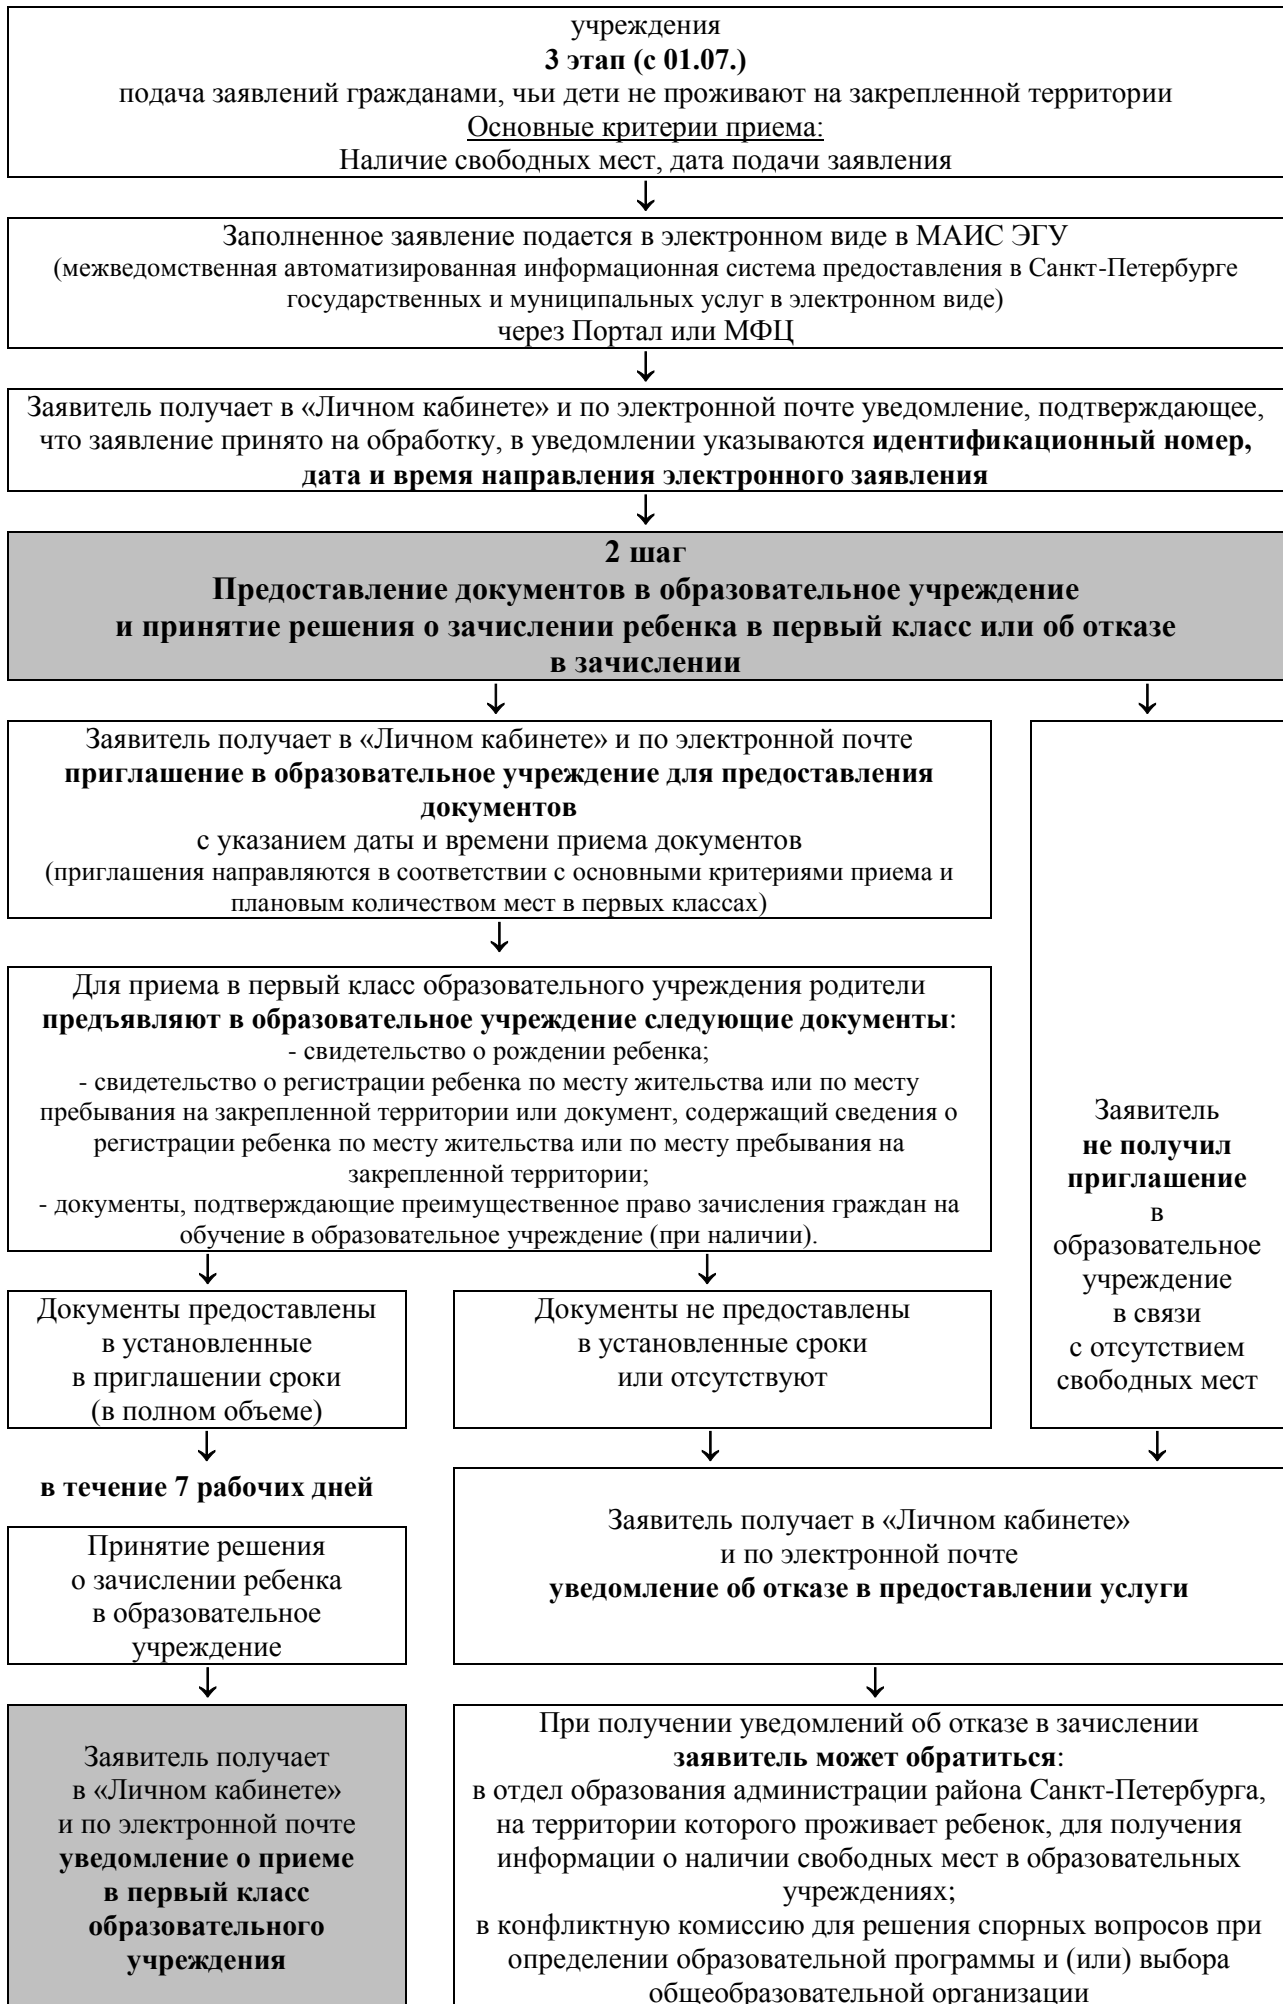 учреждения
3 этап (с 01.07.)
подача заявлений гражданами, чьи дети не проживают на закрепленной территории
Основные критерии приема:
Наличие свободных мест, дата подачи заявления
Заполненное заявление подается в электронном виде в МАИС ЭГУ
(межведомственная автоматизированная информационная система предоставления в Санкт-Петербурге
государственных и муниципальных услуг в электронном виде)
через Портал или МФЦ
Заявитель получает в «Личном кабинете» и по электронной почте уведомление, подтверждающее,
что заявление принято на обработку, в уведомлении указываются идентификационный номер,
дата и время направления электронного заявления
2 шаг
Предоставление документов в образовательное учреждение
и принятие решения о зачислении ребенка в первый класс или об отказе
в зачислении
Заявитель получает в «Личном кабинете» и по электронной почте
приглашение в образовательное учреждение для предоставления
документов
с указанием даты и времени приема документов
(приглашения направляются в соответствии с основными критериями приема и
плановым количеством мест в первых классах)
Для приема в первый класс образовательного учреждения родители
предъявляют в образовательное учреждение следующие документы:
- свидетельство о рождении ребенка;
- свидетельство о регистрации ребенка по месту жительства или по месту
пребывания на закрепленной территории или документ, содержащий сведения о
регистрации ребенка по месту жительства или по месту пребывания на
закрепленной территории;
- документы, подтверждающие преимущественное право зачисления граждан на
обучение в образовательное учреждение (при наличии).
Заявитель
не получил
приглашение
в
образовательное
учреждение
в связи
с отсутствием
свободных мест
Документы предоставлены
в установленные
в приглашении сроки
(в полном объеме)
Документы не предоставлены
в установленные сроки
или отсутствуют
в течение 7 рабочих дней
Принятие решения
о зачислении ребенка
в образовательное
учреждение
Заявитель получает в «Личном кабинете»
и по электронной почте
уведомление об отказе в предоставлении услуги
Заявитель получает
в «Личном кабинете»
и по электронной почте
уведомление о приеме
в первый класс
образовательного
учреждения
При получении уведомлений об отказе в зачислении
заявитель может обратиться:
в отдел образования администрации района Санкт-Петербурга,
на территории которого проживает ребенок, для получения
информации о наличии свободных мест в образовательных
учреждениях;
в конфликтную комиссию для решения спорных вопросов при
определении образовательной программы и (или) выбора
общеобразовательной организации